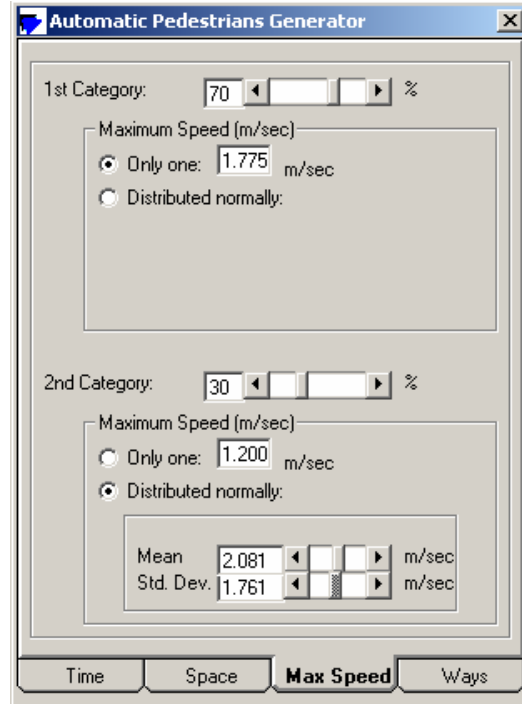 Automatic Pedestrians Generator
1st Category: 70 %
Maximum Speed (m/sec)
Only one: 1.775 m/sec
Distributed normally:
2nd Category: 30 %
Maximum Speed (m/sec)
Only one: 1.200 m/sec
Distributed normally:
Mean 2.081 m/sec
Std. Dev. 1.761 m/sec
Time Space Max Speed Ways